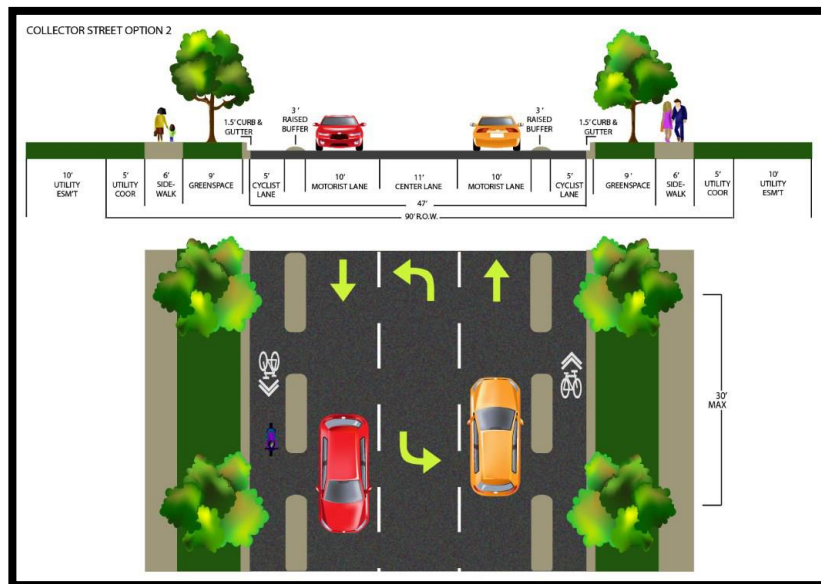 COLLECTOR STREET OPTION 2
1.5' CURB &
GUTTER
3 '
RAISED
BUFFER
3 '
RAISED
BUFFER
1.5' CURB &
GUTTER
10'
UTILITY
ESM'T
5'
UTILITY
COOR
6'
SIDE-
WALK
9'
GREENSPACE
5'
CYCLIST
LANE
10'
MOTORIST LANE
11'
CENTER LANE
10'
MOTORIST LANE
5'
CYCLIST
LANE
9 '
GREENSPACE
6'
SIDE-
WALK
5'
UTILITY
COOR
10'
UTILITY
ESM'T
47'
90' R.O.W.
30'
MAX